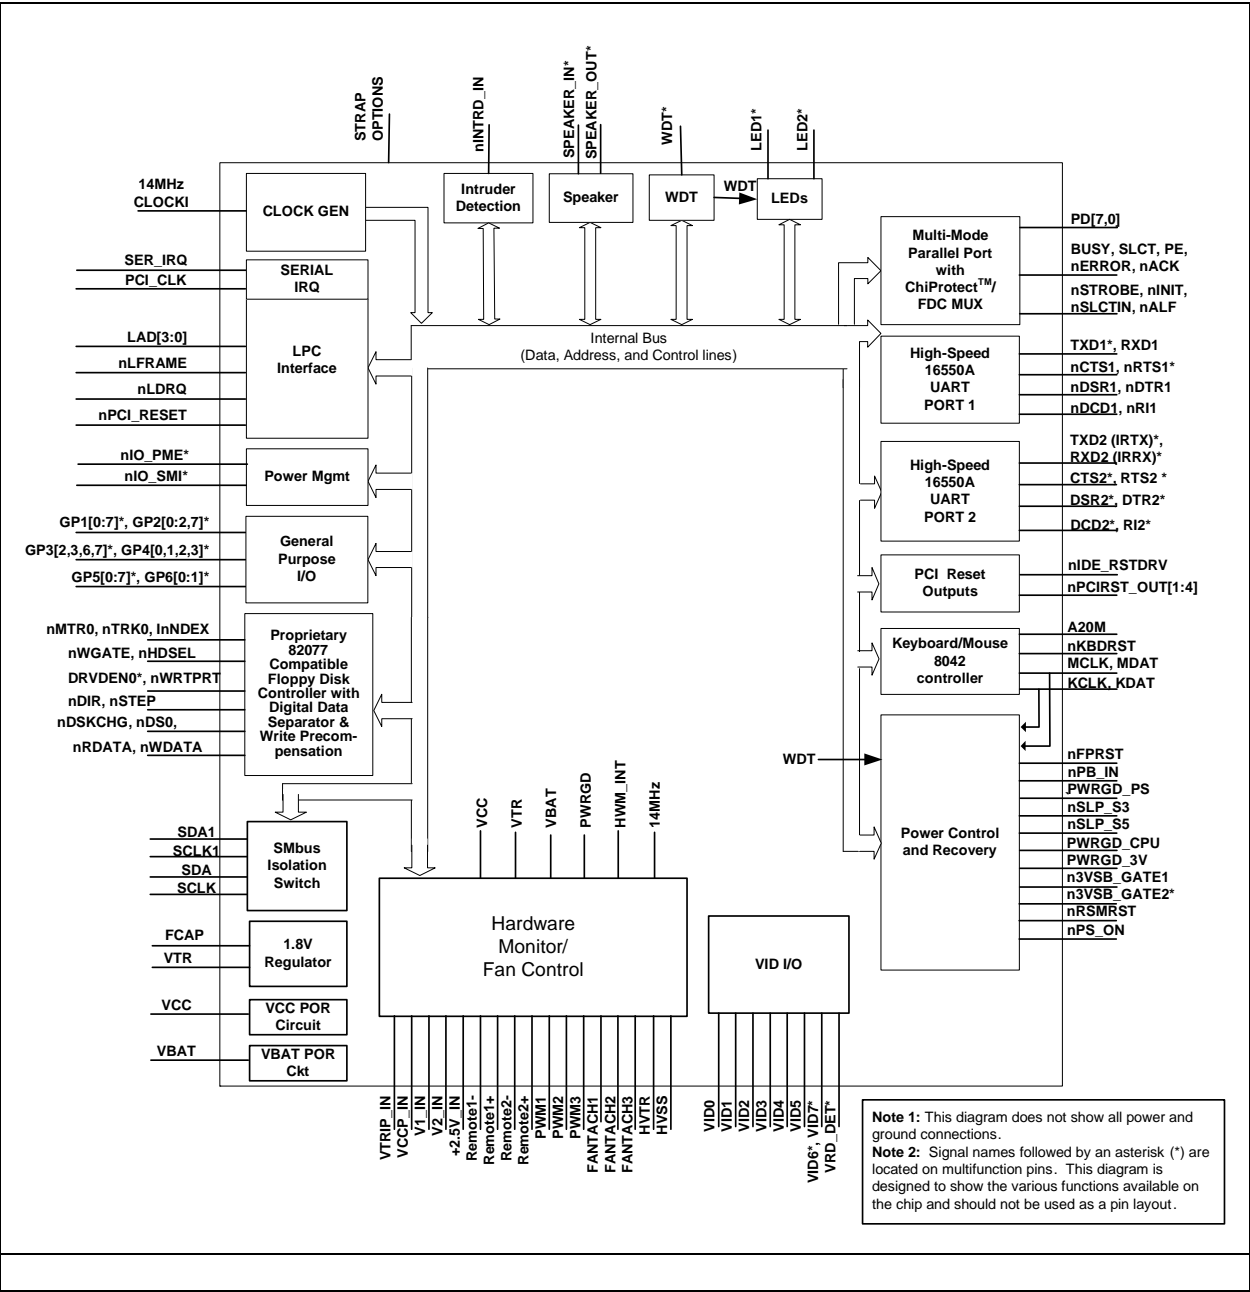 STRAP
OPTIONS
nINTRD_IN
SPEAKER_IN*
SPEAKER_OUT*
WDT*
LED1*
LED2*
14MHz
CLOCKI
CLOCK GEN
Intruder
Detection
Speaker
WDT
WDT
LEDs
SER_IRQ
PCI_CLK
SERIAL
IRQ
LAD[3:0]
nLFRAME
nLDRQ
nPCI_RESET
LPC
Interface
Internal Bus
(Data, Address, and Control lines)
Multi-Mode
Parallel Port
with
ChiProtect™/
FDC MUX
PD[7,0]
BUSY, SLCT, PE,
nERROR, nACK
nSTROBE, nINIT,
nSLCTIN, nALF
High-Speed
16550A
UART
PORT 1
TXD1*, RXD1
nCTS1, nRTS1*
nDSR1, nDTR1
nDCD1, nRI1
nIO_PME*
nIO_SMI*
Power Mgmt
High-Speed
16550A
UART
PORT 2
TXD2 (IRTX)*,
RXD2 (IRRX)*
CTS2*, RTS2 *
DSR2*, DTR2*
DCD2*, RI2*
GP1[0:7]*, GP2[0:2,7]*
GP3[2,3,6,7]*, GP4[0,1,2,3]*
GP5[0:7]*, GP6[0:1]*
General
Purpose
I/O
PCI Reset
Outputs
nIDE_RSTDRV
nPCIRST_OUT[1:4]
nMTR0, nTRK0, InNDEX
nWGATE, nHDSEL
DRVDEN0*, nWRTPRT
nDIR, nSTEP
nDSKCHG, nDS0,
nRDATA, nWDATA
Proprietary
82077
Compatible
Floppy Disk
Controller with
Digital Data
Separator &
Write Precom-
pensation
Keyboard/Mouse
8042
controller
A20M
nKBDRST
MCLK, MDAT
KCLK, KDAT
WDT
Power Control
and Recovery
nFPRST
nPB_IN
PWRGD_PS
nSLP_S3
nSLP_S5
PWRGD_CPU
PWRGD_3V
n3VSB_GATE1
n3VSB_GATE2*
nRSMRST
nPS_ON
SDA1
SCLK1
SDA
SCLK
SMbus
Isolation
Switch
VCC
VTR
VBAT
PWRGD
HWM_INT
14MHz
Hardware
Monitor/
Fan Control
VID I/O
FCAP
VTR
1.8V
Regulator
VCC
VCC POR
Circuit
VBAT
VBAT POR
Ckt
VTRIP_IN
VCCP_IN
V1_IN
V2_IN
+2.5V_IN
Remote1-
Remote1+
Remote2-
Remote2+
PWM1
PWM2
PWM3
FANTACH1
FANTACH2
FANTACH3
HVTR
HVSS
VID0
VID1
VID2
VID3
VID4
VID5
VID6*, VID7*
VRD_DET*
Note 1: This diagram does not show all power and
ground connections.
Note 2: Signal names followed by an asterisk (*) are
located on multifunction pins. This diagram is
designed to show the various functions available on
the chip and should not be used as a pin layout.